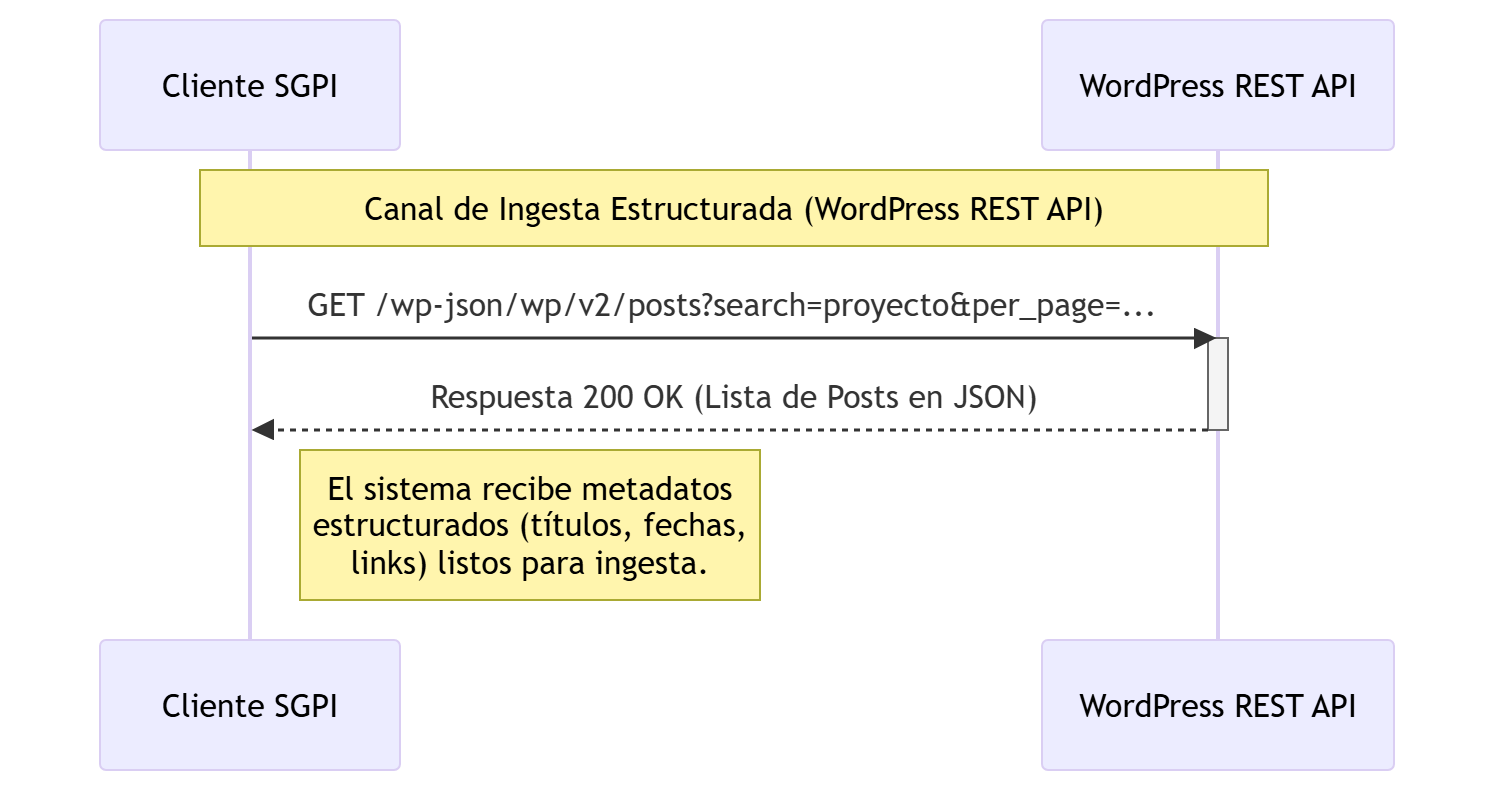 Cliente SGPI
WordPress REST API
Canal de Ingesta Estructurada (WordPress REST API)
GET /wp-json/wp/v2/posts?search=proyecto&per_page=...
Respuesta 200 OK (Lista de Posts en JSON)
El sistema recibe metadatos
estructurados (títulos, fechas,
links) listos para ingesta.
Cliente SGPI
WordPress REST API